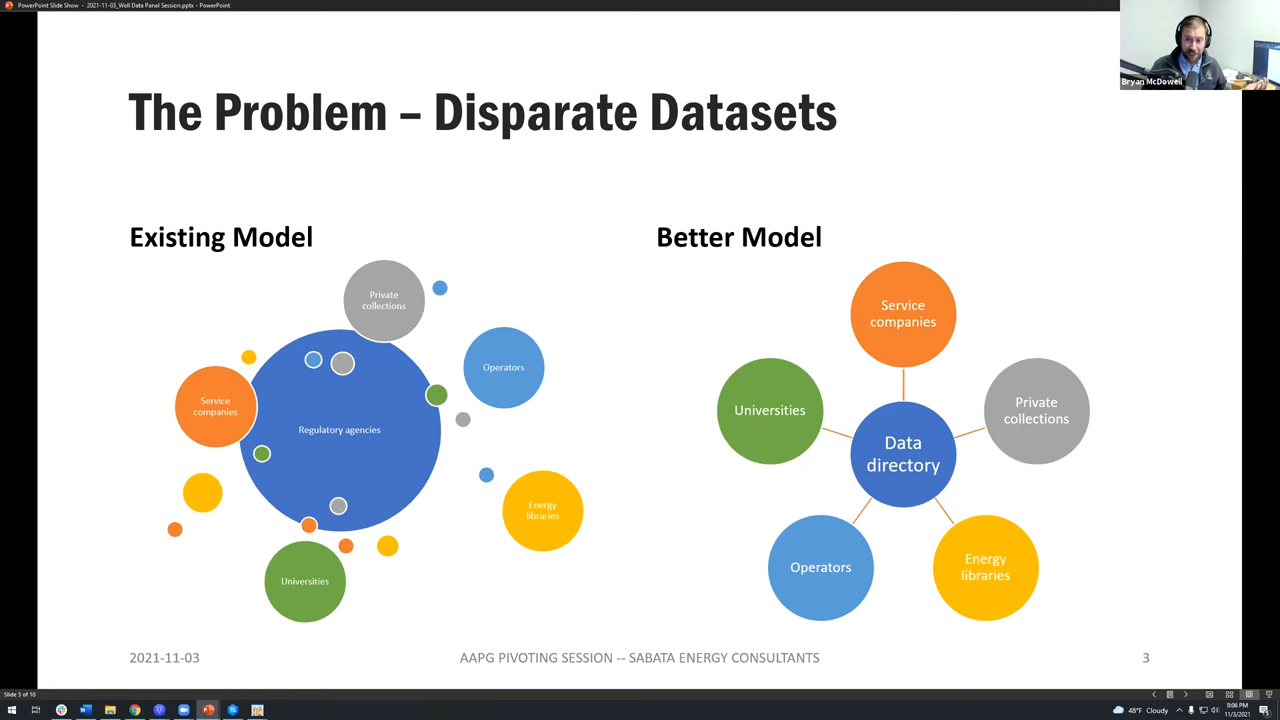 PowerPoint Slide Show - 2021-11-03_Well Data Panel Session.pptx - PowerPoint
Bryan McDowell
The Problem – Disparate Datasets
Existing Model
Better Model
Private
collections
Operators
Service
companies
Regulatory agencies
Energy
libraries
Universities
Service
companies
Universities
Private
collections
Data
directory
Operators
Energy
libraries
2021-11-03
AAPG PIVOTING SESSION -- SABATA ENERGY CONSULTANTS
3
Slide 3 of 10
48°F Cloudy
8:06 PM
11/3/2021